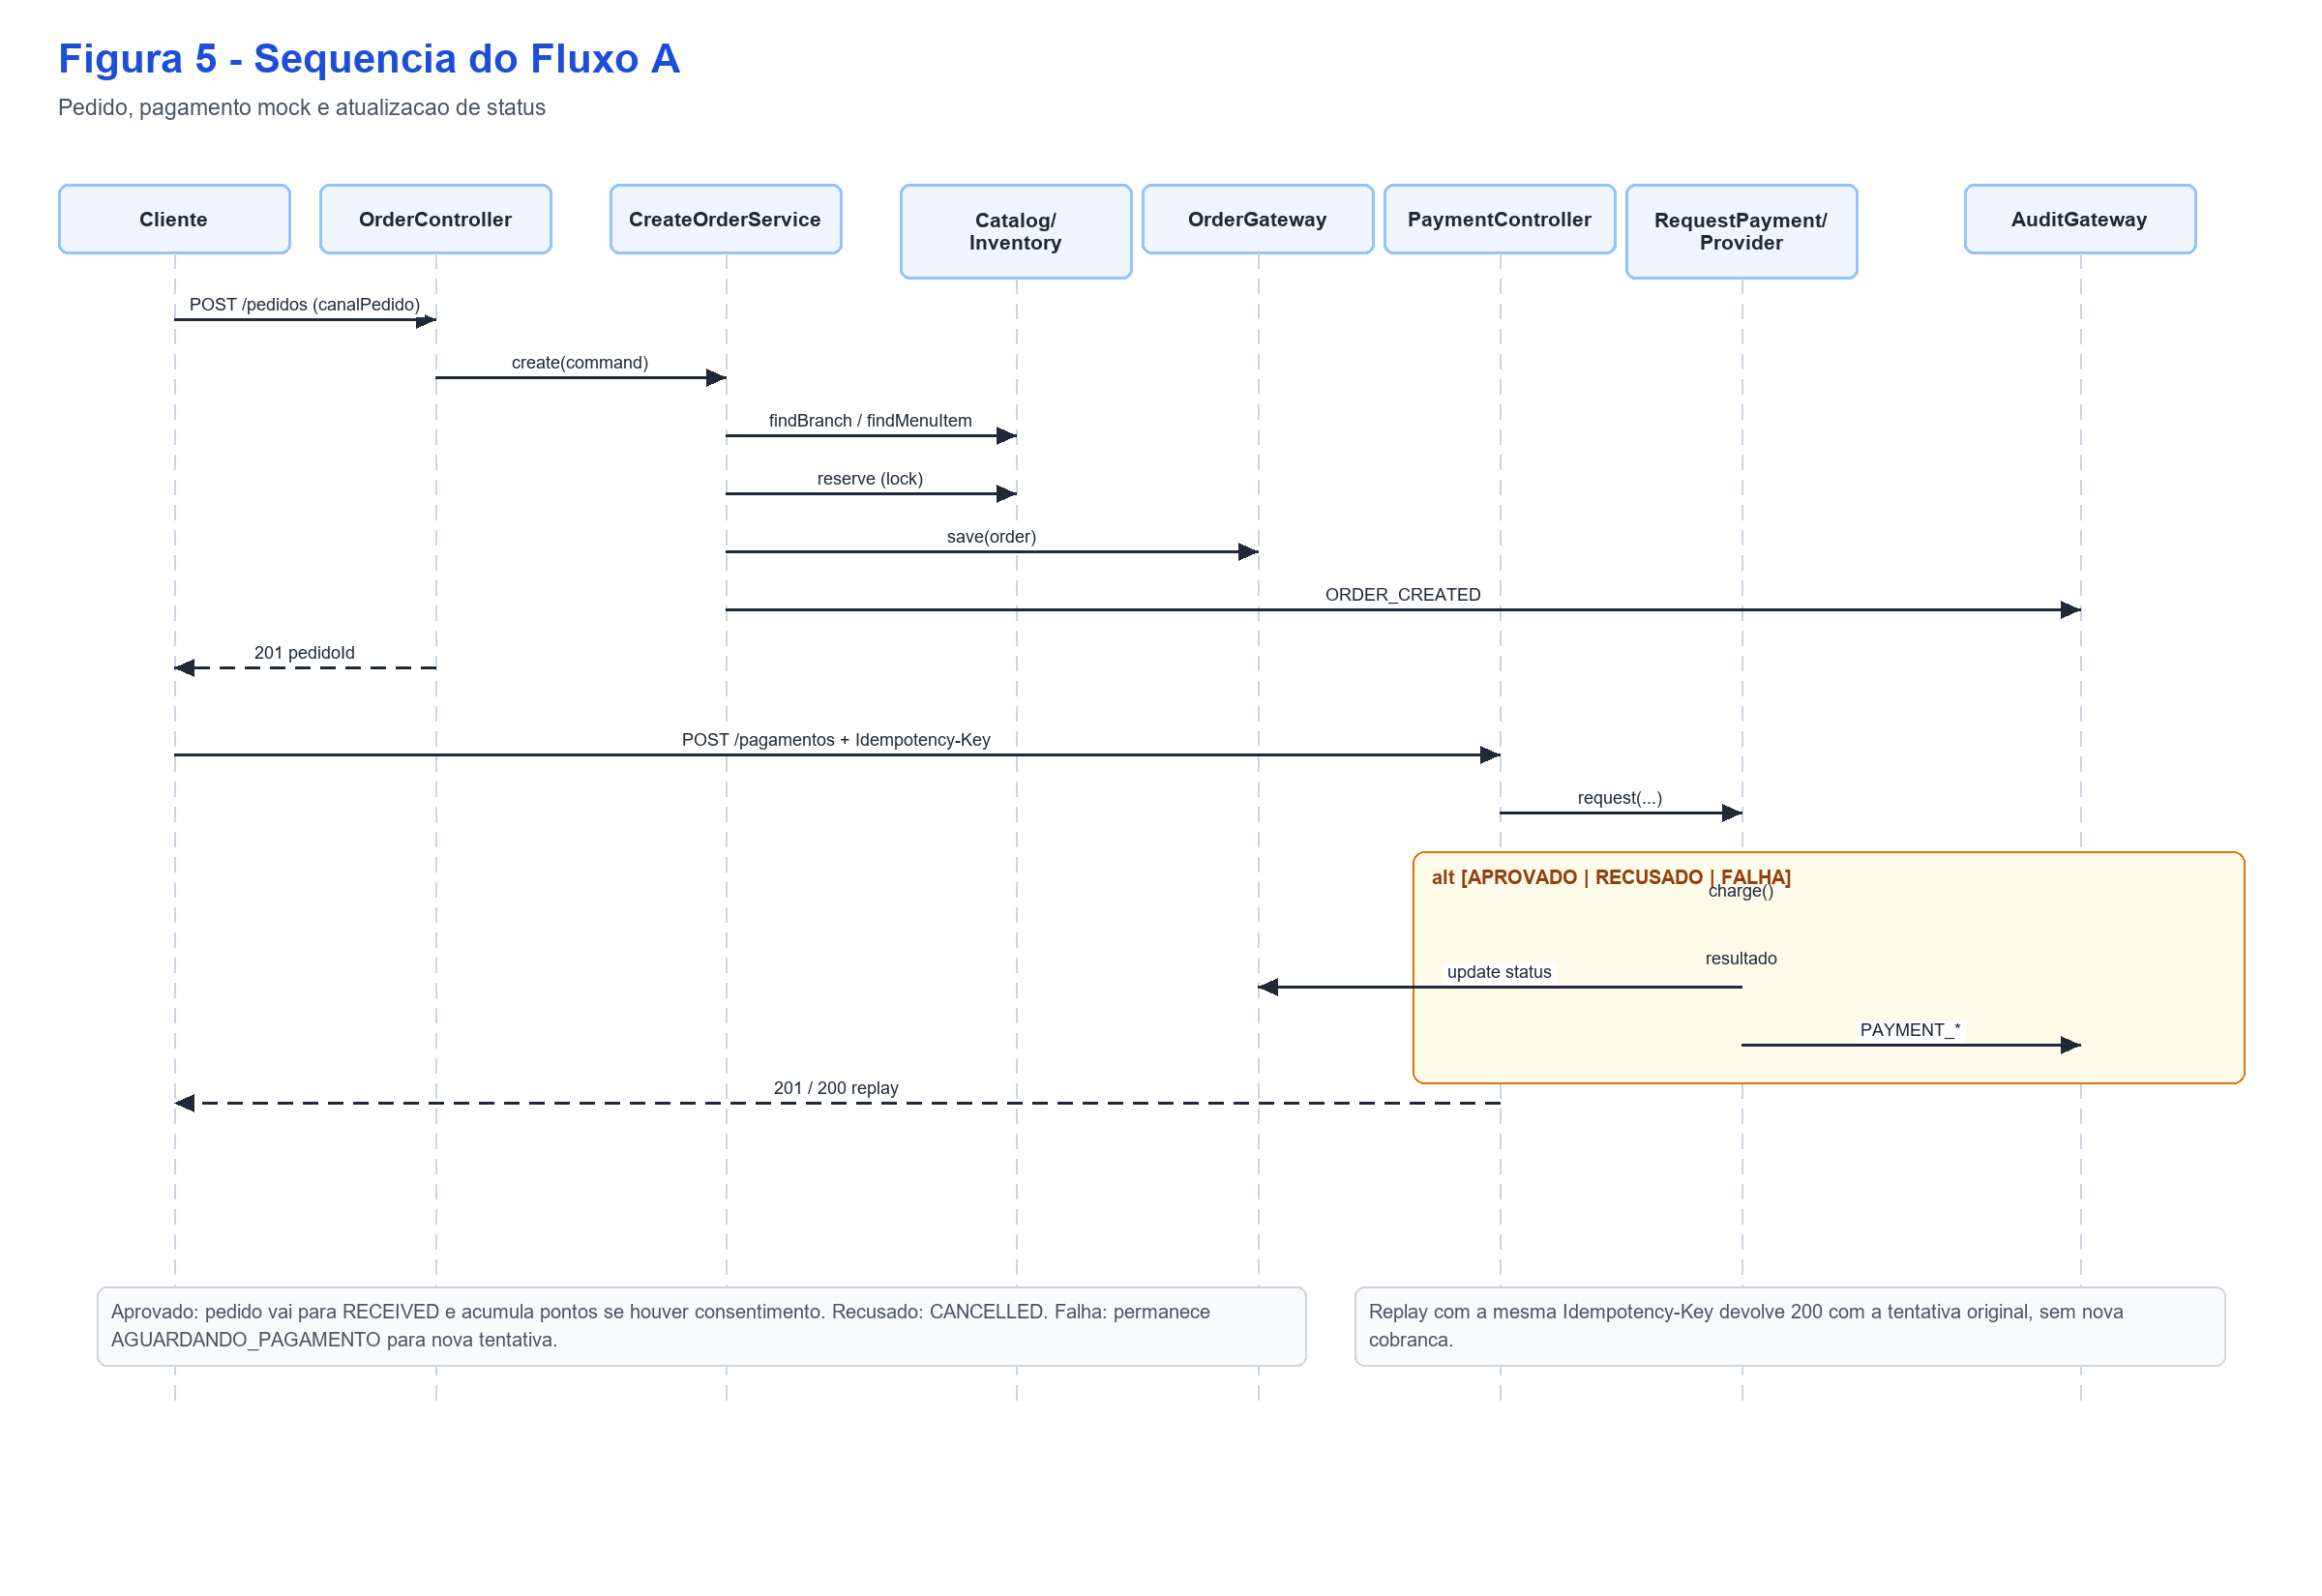 Figura 5 - Sequencia do Fluxo A
Pedido, pagamento mock e atualizacao de status
Cliente
OrderController
CreateOrderService
Catalog/
Inventory
OrderGateway
PaymentController
RequestPayment/
Provider
AuditGateway
POST /pedidos (canalPedido)
create(command)
findBranch / findMenuItem
reserve (lock)
save(order)
ORDER_CREATED
201 pedidoId
POST /pagamentos + Idempotency-Key
request(...)
alt [APROVADO | RECUSADO | FALHA]
charge()
resultado
update status
PAYMENT_*
201 / 200 replay
Aprovado: pedido vai para RECEIVED e acumula pontos se houver consentimento. Recusado: CANCELLED. Falha: permanece
AGUARDANDO_PAGAMENTO para nova tentativa.
Replay com a mesma Idempotency-Key devolve 200 com a tentativa original, sem nova
cobranca.